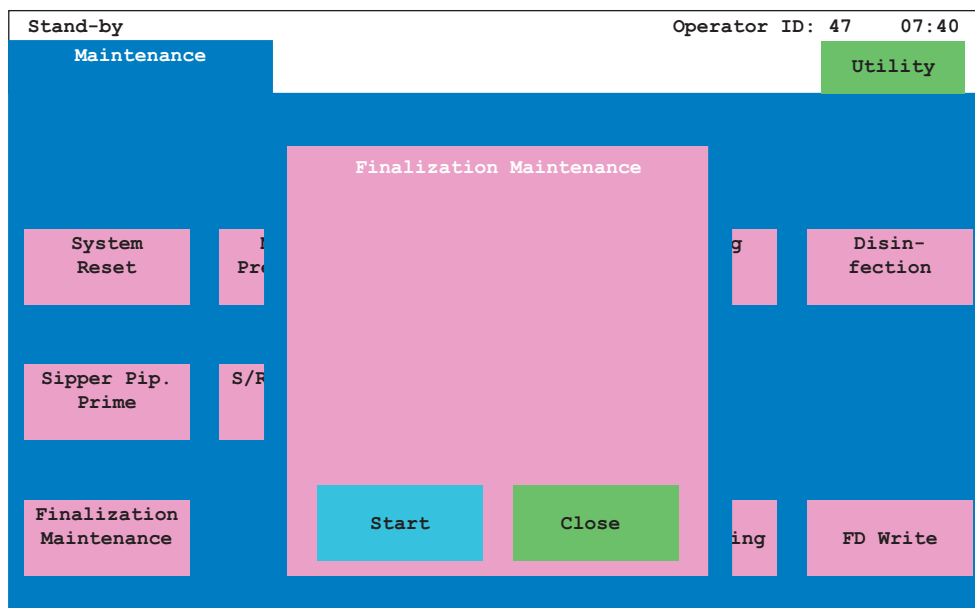 Stand-by
Operator ID: 47 07:40
Maintenance
Utility
Finalization Maintenance
System
Reset
Disin-
fection
Sipper Pip.
Prime
S/R
Finalization
Maintenance
Start
Close
ing
FD Write